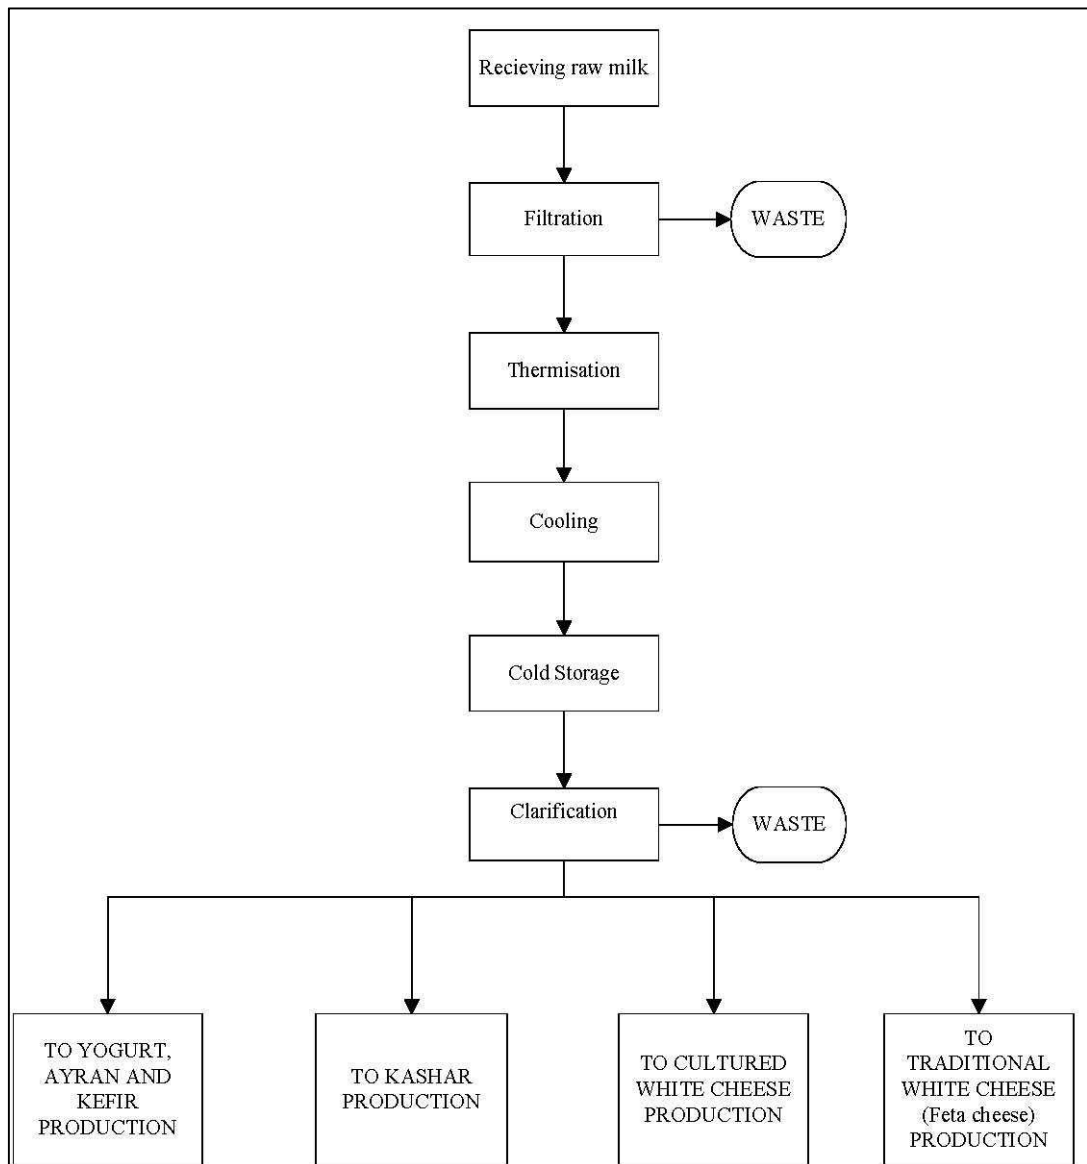 Recieving raw milk
Filtration
WASTE
Thermisation
Cooling
Cold Storage
Clarification
WASTE
TO YOGURT,
AYRAN AND
KEFIR
PRODUCTION
TO KASHAR
PRODUCTION
TO CULTURED
WHITE CHEESE
PRODUCTION
TO
TRADITIONAL
WHITE CHEESE
(Feta cheese)
PRODUCTION